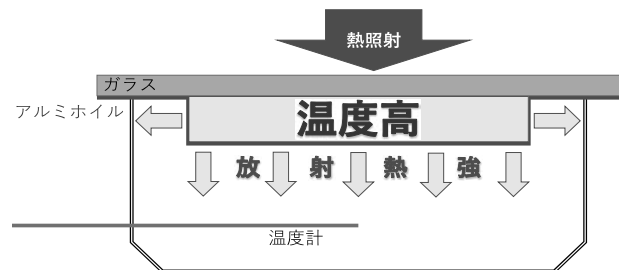 熱照射
ガラス
アルミホイル
温度高
放射熱強
温度計